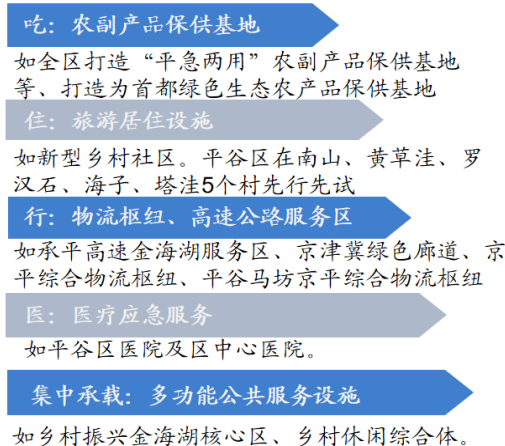 吃：农副产品保供基地
如全区打造“平急两用”农副产品保供基地
等、打造为首都绿色生态农产品保供基地
住：旅游居住设施
如新型乡村社区。平谷区在南山、黄草洼、罗
汉石、海子、塔洼5个村先行先试
行：物流枢纽、高速公路服务区
如承平高速金海湖服务区、京津冀绿色廊道、京
平综合物流枢纽、平谷马坊京平综合物流枢纽
医：医疗应急服务
如平谷区医院及区中心医院。
集中承载：多功能公共服务设施
如乡村振兴金海湖核心区、乡村休闲综合体。